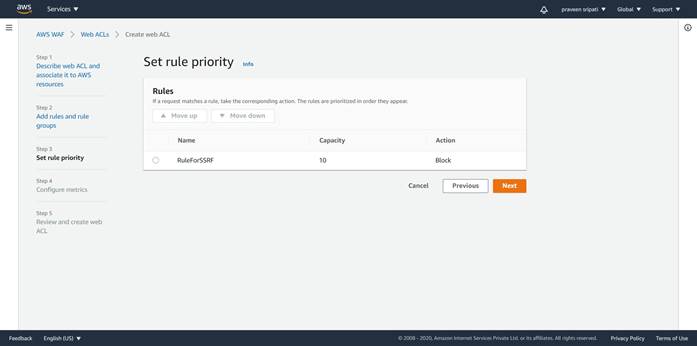 aws
Services
praveen sripati
Global
Support
AWS WAF
Web ACLs
Create web ACL
Step 1
Describe web ACL and
associate it to AWS
resources
Step 2
Add rules and rule
groups
Step 3
Set rule priority
Step 4
Configure metrics
Step 5
Review and create web
ACL
Set rule priority
Info
Rules
If a request matches a rule, take the corresponding action. The rules are prioritized in order they appear.
Move up
Move down
Name
Capacity
Action
RuleForSSRF
10
Block
Cancel
Previous
Next
Feedback
English (US)
© 2008 - 2020, Amazon Internet Services Private Ltd. or its affiliates. All rights reserved.
Privacy Policy
Terms of Use